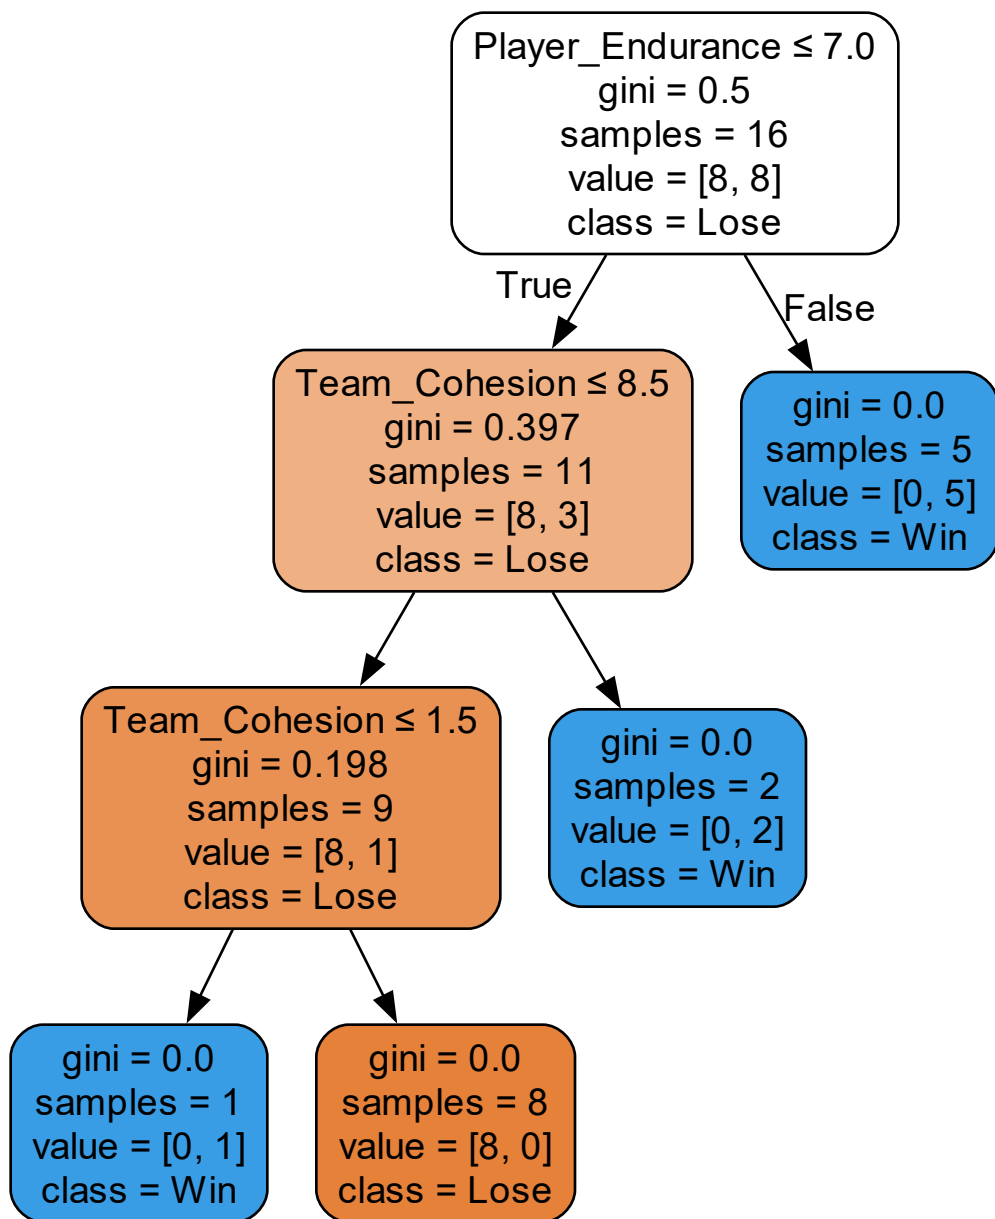 Player_Endurance ≤ 7.0
gini = 0.5
samples = 16
value = [8, 8]
class = Lose
True
False
Team_Cohesion ≤ 8.5
gini = 0.397
samples = 11
value = [8, 3]
class = Lose
gini = 0.0
samples = 5
value = [0, 5]
class = Win
Team_Cohesion ≤ 1.5
gini = 0.198
samples = 9
value = [8, 1]
class = Lose
gini = 0.0
samples = 2
value = [0, 2]
class = Win
gini = 0.0
samples = 1
value = [0, 1]
class = Win
gini = 0.0
samples = 8
value = [8, 0]
class = Lose